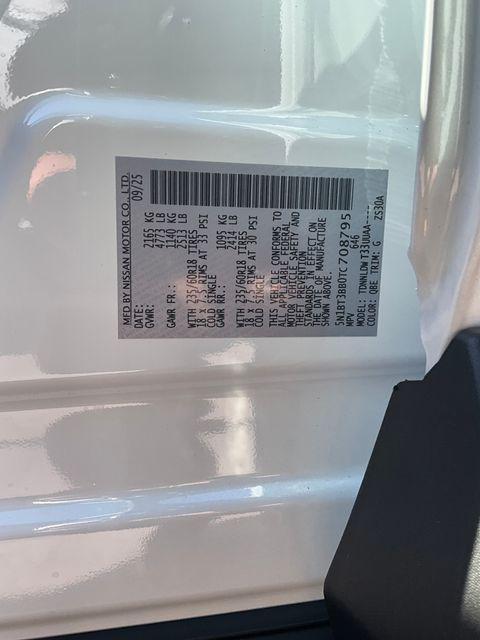 MFD BY NISSAN MOTOR CO., LTD.
DATE: 09/25
GVWR: 2165 KG
4773 LB
GAWR FR.: 1140 KG
2513 LB
WITH 235/60R18 TIRES
18 x 7.5 RIMS AT 33 PSI
COLD SINGLE
GAWR RR.: 1095 KG
2414 LB
WITH 235/60R18 TIRES
18 x 7.5 RIMS AT 30 PSI
COLD SINGLE
THIS VEHICLE CONFORMS TO
ALL APPLICABLE FEDERAL
MOTOR VEHICLE SAFETY AND
THEFT PREVENTION
STANDARDS IN EFFECT ON
THE DATE OF MANUFACTURE
SHOWN ABOVE.
5N1BT3BB0TC708795
MPV 646
MODEL:
COLOR: QBE TRIM: G 2S30A